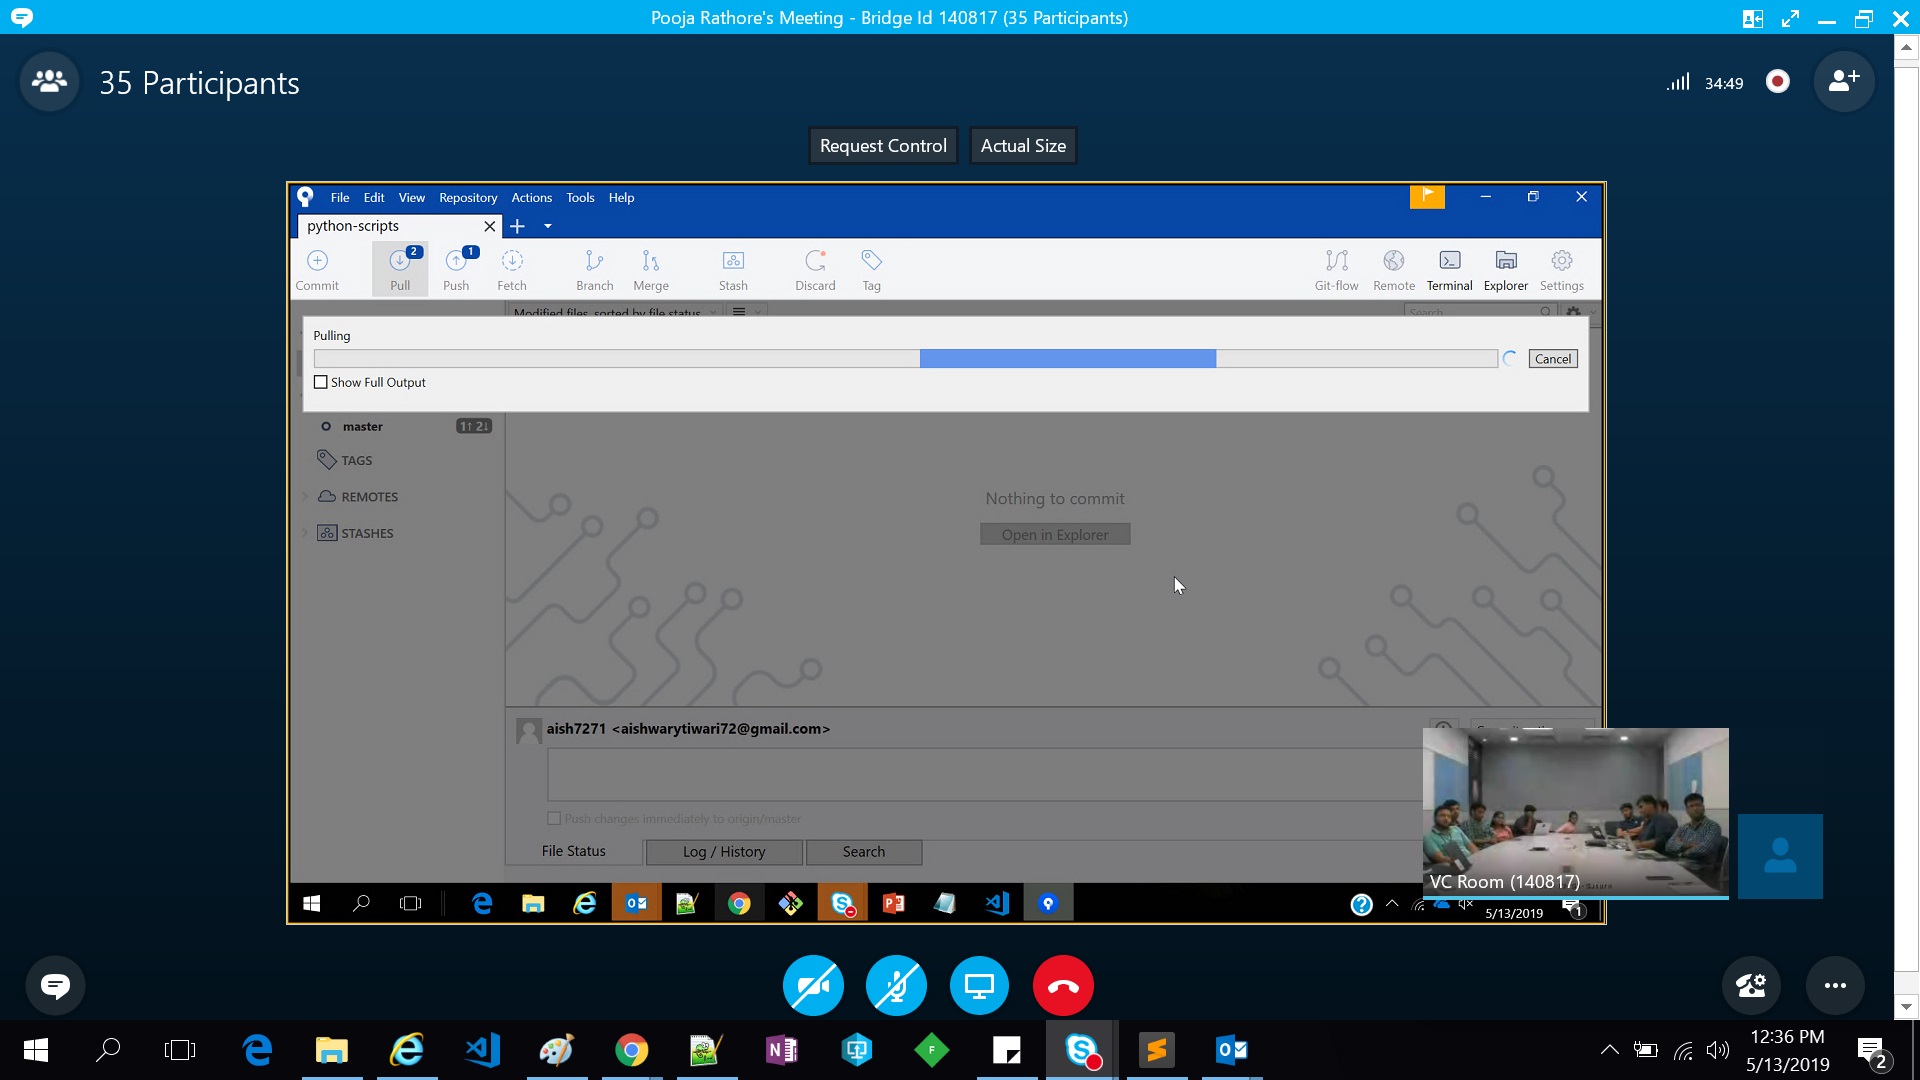 Pooja Rathore's Meeting - Bridge Id 140817 (35 Participants)
35 Participants
34:49
Request Control
Actual Size
File Edit View Repository Actions Tools Help
python-scripts
2
1
Commit Pull Push Fetch Branch Merge Stash Discard Tag Git-flow Remote Terminal Explorer Settings
Modified files, sorted by file status
Search
Pulling
Cancel
Show Full Output
master 1↑ 2↓
TAGS
REMOTES
STASHES
Nothing to commit
Open in Explorer
aish7271 <aishwarytiwari72@gmail.com>
Push changes immediately to origin/master
File Status
Log / History
Search
VC Room (140817)
5/13/2019
1
12:36 PM
5/13/2019
2